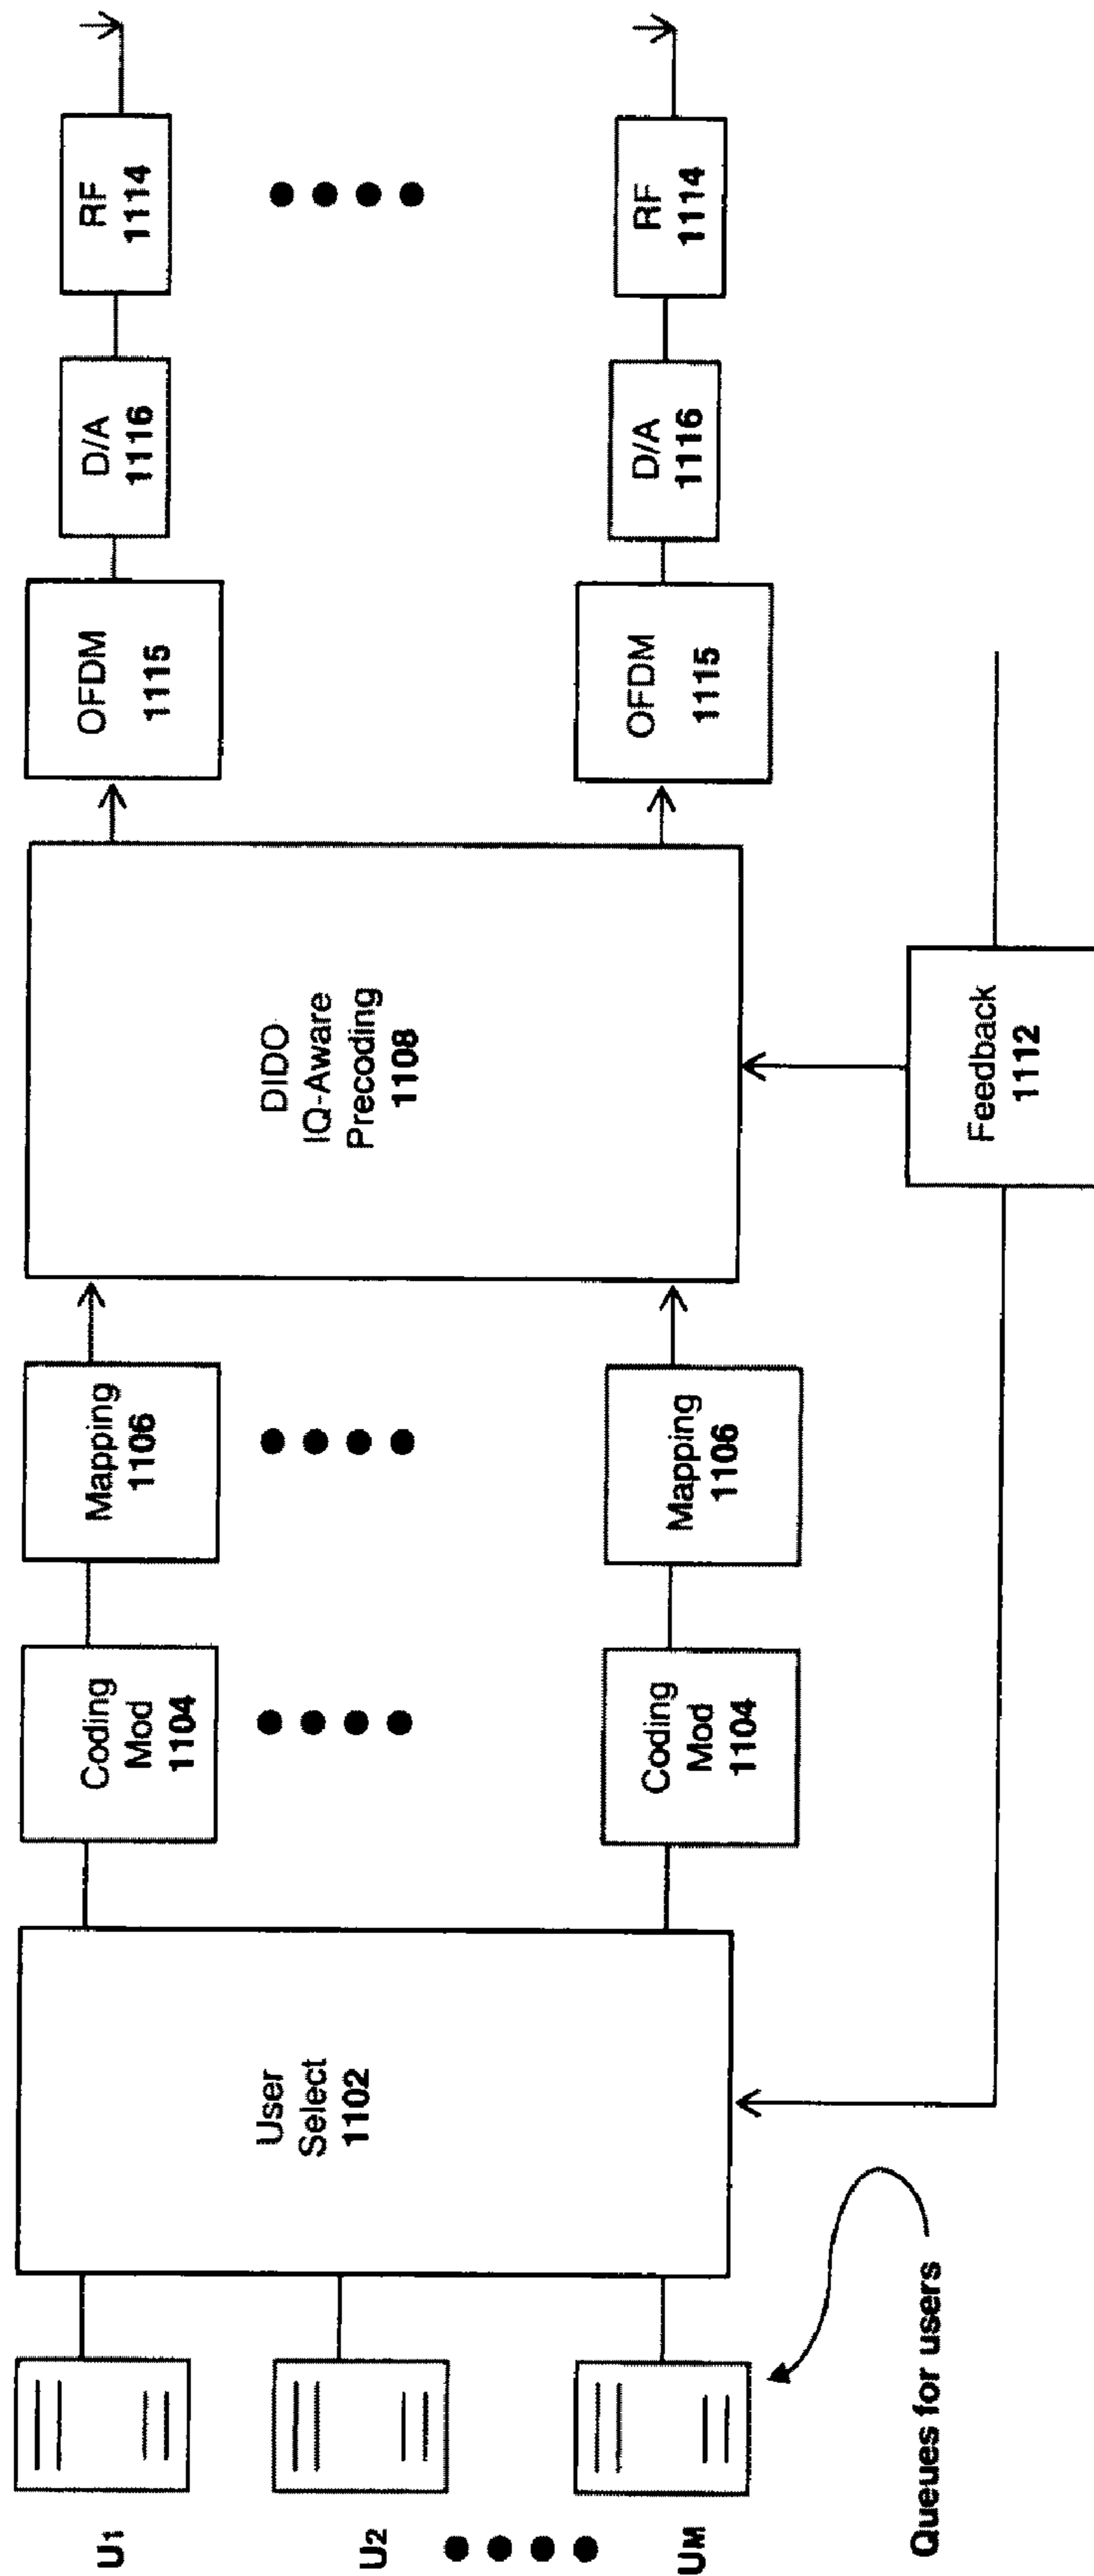 U1
U2
UM
Queues for users
User
Select
1102
Coding
Mod
1104
Coding
Mod
1104
Mapping
1106
Mapping
1106
DIDO
IQ-Aware
Precoding
1108
Feedback
1112
OFDM
1115
OFDM
1115
D/A
1116
D/A
1116
RF
1114
RF
1114